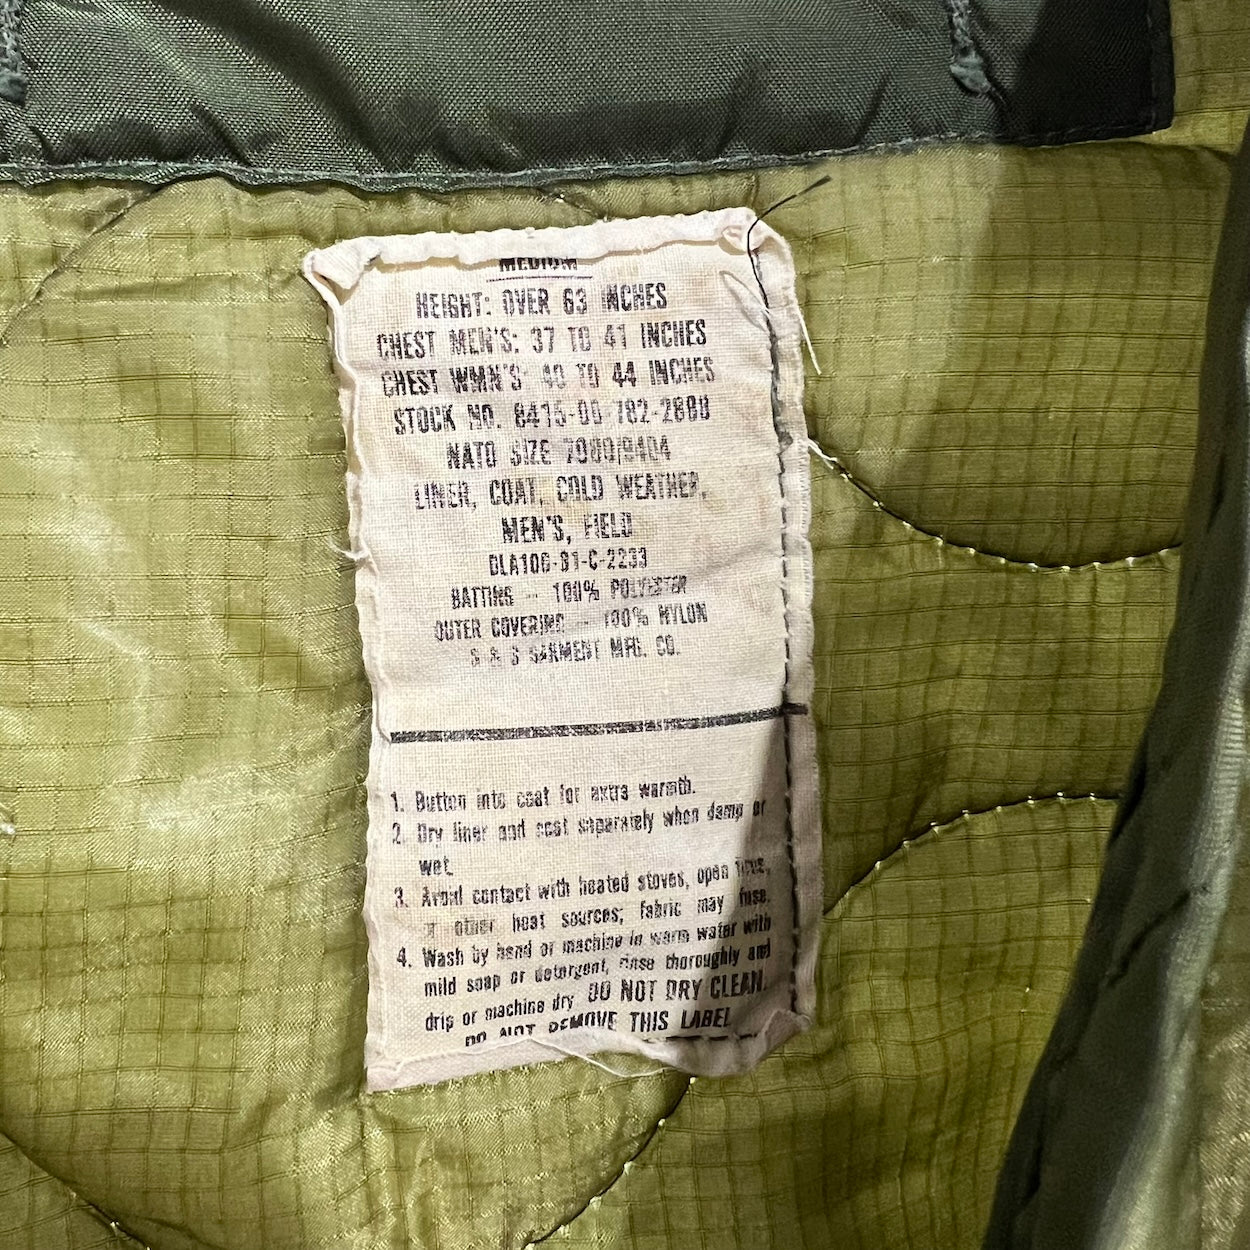 MEDIUM
HEIGHT: OVER 63 INCHES
CHEST MEN'S: 37 TO 41 INCHES
CHEST WMN'S: 40 TO 44 INCHES
STOCK NO. 8415-00-782-2888
NATO SIZE 7080/9404
LINER, COAT, COLD WEATHER,
MEN'S, FIELD
DLA100-81-C-2233
BATTING — 100% POLYESTER
OUTER COVERING — 100% NYLON
S & S GARMENT MFG. CO.
1. Button into coat for extra warmth.
2. Dry liner and coat separately when damp or
wet.
3. Avoid contact with heated stoves, open fires,
or other heat sources; fabric may fuse.
4. Wash by hand or machine in warm water with
mild soap or detergent, rinse thoroughly and
drip or machine dry. DO NOT DRY CLEAN.
DO NOT REMOVE THIS LABEL